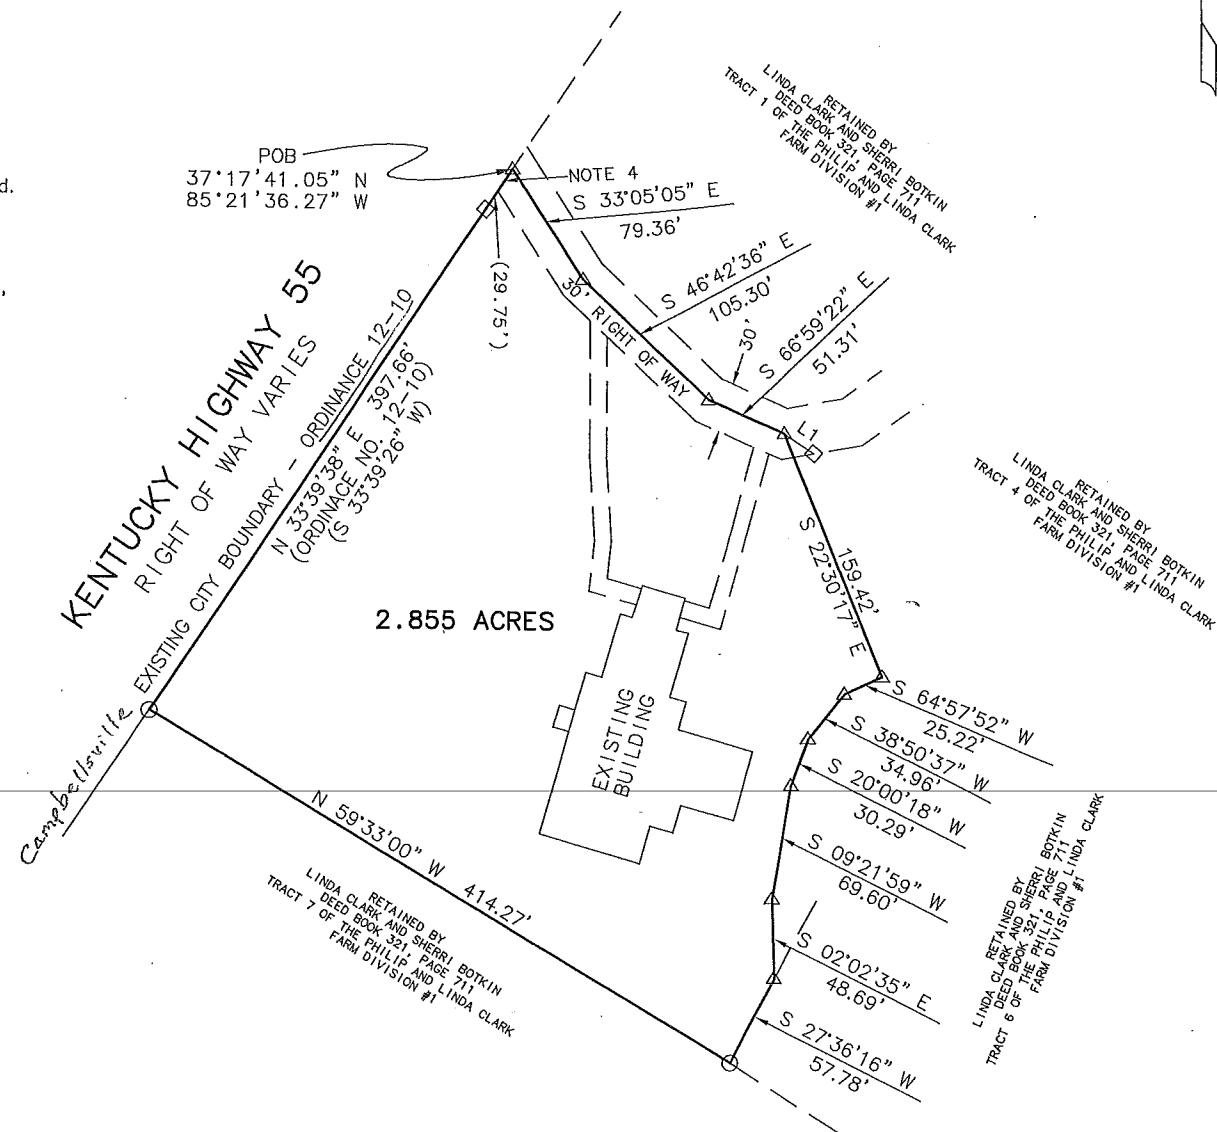 RETAINED BY
LINDA CLARK AND SHERRI BOTKIN
DEED BOOK 321, PAGE 711
TRACT 1 OF THE PHILIP AND LINDA CLARK
FARM DIVISION #1
POB
37°17'41.05" N
85°21'36.27" W
d.
NOTE 4
S 33°05'05" E
79.36'
(29.75')
S 46°42'36" E
105.30'
S 66°59'22" E
51.31'
30'
30' RIGHT OF WAY
L1
KENTUCKY HIGHWAY 55
RIGHT OF WAY VARIES
EXISTING CITY BOUNDARY - ORDINANCE 12-10
N 33°39'38" E 397.66'
(ORDINACE NO. 12-10)
(S 33°39'26" W)
RETAINED BY
LINDA CLARK AND SHERRI BOTKIN
DEED BOOK 321, PAGE 711
TRACT 4 OF THE PHILIP AND LINDA CLARK
FARM DIVISION #1
159.42'
S 22°30'17" E
2.855 ACRES
EXISTING
BUILDING
S 64°57'52" W
25.22'
S 38°50'37" W
34.96'
S 20°00'18" W
30.29'
S 09°21'59" W
69.60'
S 02°02'35" E
48.69'
S 27°36'16" W
57.78'
Campbellsville
N 59°33'00" W 414.27'
RETAINED BY
LINDA CLARK AND SHERRI BOTKIN
DEED BOOK 321, PAGE 711
TRACT 7 OF THE PHILIP AND LINDA CLARK
FARM DIVISION #1
RETAINED BY
LINDA CLARK AND SHERRI BOTKIN
DEED BOOK 321, PAGE 711
TRACT 6 OF THE PHILIP AND LINDA CLARK
FARM DIVISION #1